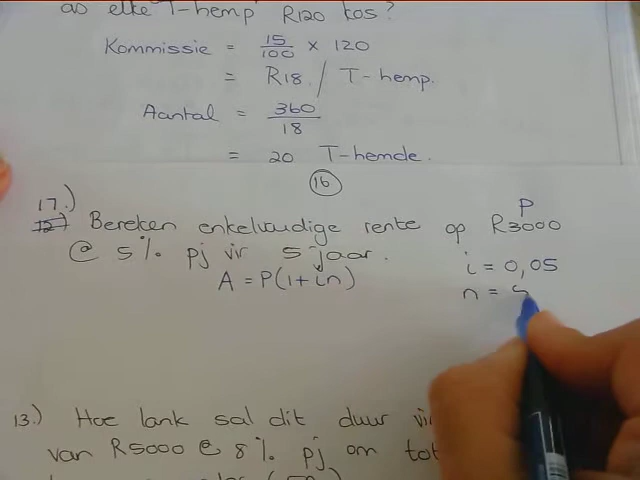 as elke T-hemp R120 kos?
Kommissie = 15/100 x 120
= R18 / T-hemp.
Aantal = 360/18
= 20 T-hemde.
16
17.)
12) Bereken enkelvoudige rente op R3000
P
@ 5% pj vir 5 jaar.
i = 0,05
A = P(1+in)
n =
13.) Hoe lank sal dit duur
van R5000 @ 8% pj om tot